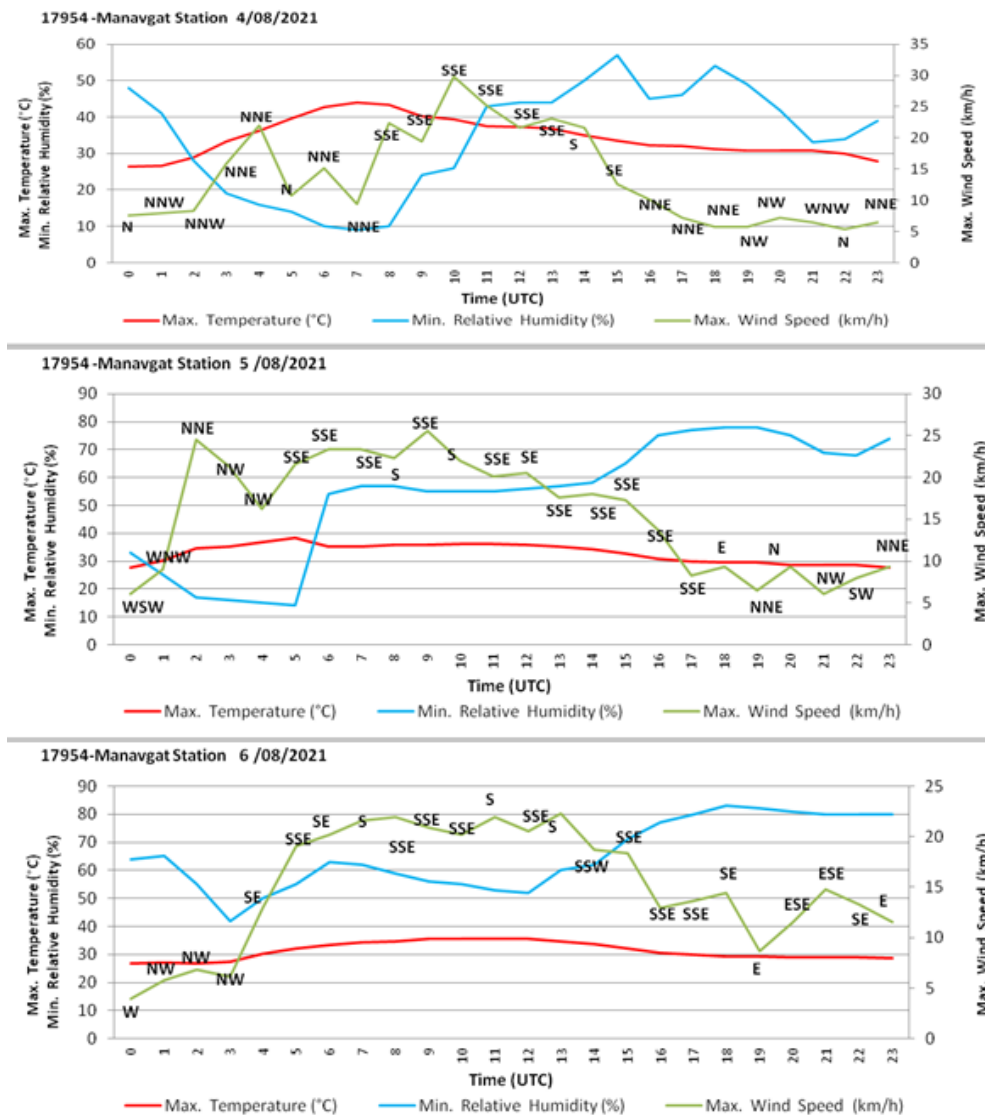 17954 -Manavgat Station 4/08/2021
Max. Temperature (°C)
Min. Relative Humidity (%)
60
50
40
30
20
10
0
35
30
25
20
15
10
5
0
Max. Wind Speed (km/h)
N
NNW
NNW
NNE
NNE
N
NNE
NNE
SSE
SSE
SSE
SSE
SSE
SSE
S
SE
NNE
NNE
NNE
NW
NW
WNW
N
NNE
0 1 2 3 4 5 6 7 8 9 10 11 12 13 14 15 16 17 18 19 20 21 22 23
Time (UTC)
Max. Temperature (°C) Min. Relative Humidity (%) Max. Wind Speed (km/h)
17954 -Manavgat Station 5 /08/2021
Max. Temperature (°C)
Min. Relative Humidity (%)
90
80
70
60
50
40
30
20
10
0
30
25
20
15
10
5
0
Max. Wind Speed (km/h)
WSW
WNW
NNE
NW
NW
SSE
SSE
SSE
S
SSE
S
SSE
SE
SSE
SSE
SSE
SSE
SSE
E
NNE
N
NW
SW
NNE
0 1 2 3 4 5 6 7 8 9 10 11 12 13 14 15 16 17 18 19 20 21 22 23
Time (UTC)
Max. Temperature (°C) Min. Relative Humidity (%) Max. Wind Speed (km/h)
17954-Manavgat Station 6 /08/2021
Max. Temperature (°C)
Min. Relative Humidity (%)
90
80
70
60
50
40
30
20
10
0
25
20
15
10
5
0
Max. Wind Speed (km/h)
W
NW
NW
NW
SE
SSE
SE
S
SSE
SSE
SSE
S
SSE
S
SSW
SSE
SSE
SSE
SE
E
ESE
ESE
SE
E
0 1 2 3 4 5 6 7 8 9 10 11 12 13 14 15 16 17 18 19 20 21 22 23
Time (UTC)
Max. Temperature (°C) Min. Relative Humidity (%) Max. Wind Speed (km/h)